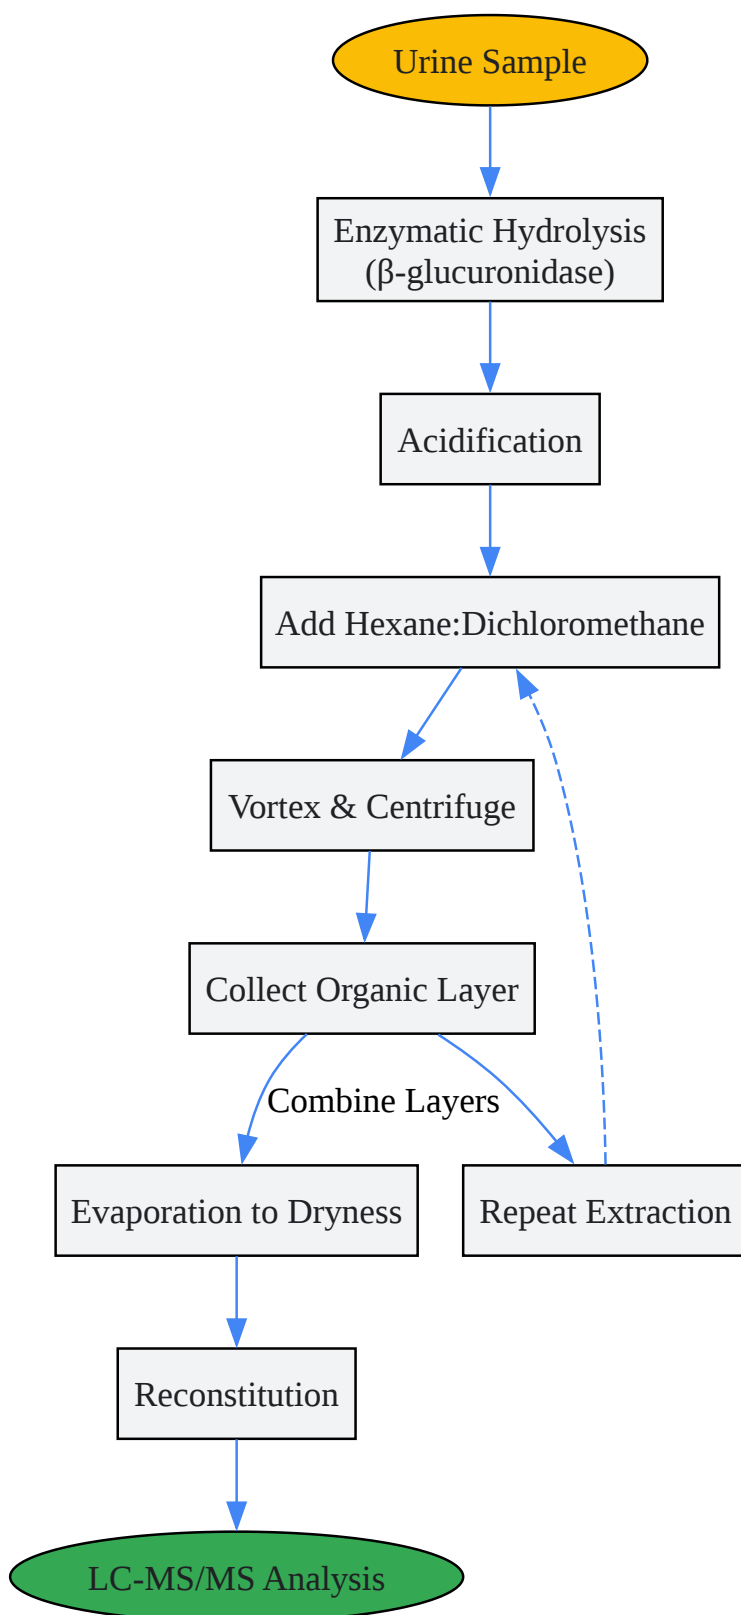 Urine Sample
Enzymatic Hydrolysis
(β-glucuronidase)
Acidification
Add Hexane:Dichloromethane
Vortex & Centrifuge
Collect Organic Layer
Combine Layers
Evaporation to Dryness
Repeat Extraction
Reconstitution
LC-MS/MS Analysis